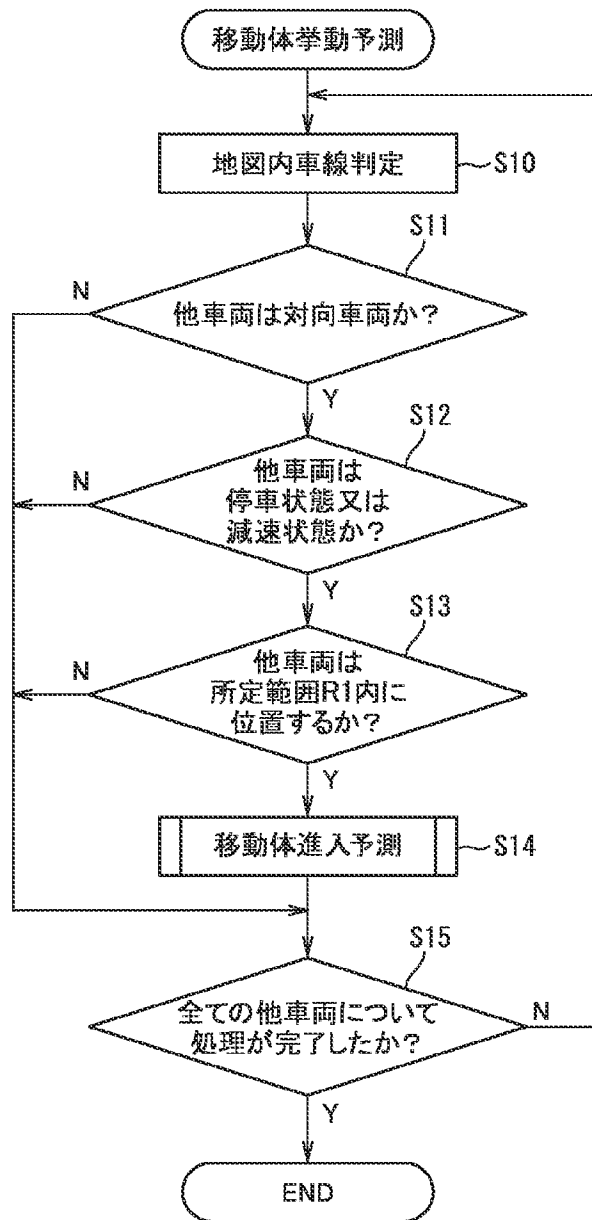 移動体挙動予測
地図内車線判定
S10
S11
N
他車両は対向車両か?
Y
S12
N
他車両は
停車状態又は
減速状態か?
Y
S13
N
他車両は
所定範囲R1内に
位置するか?
Y
移動体進入予測
S14
S15
全ての他車両について
処理が完了したか?
N
Y
END